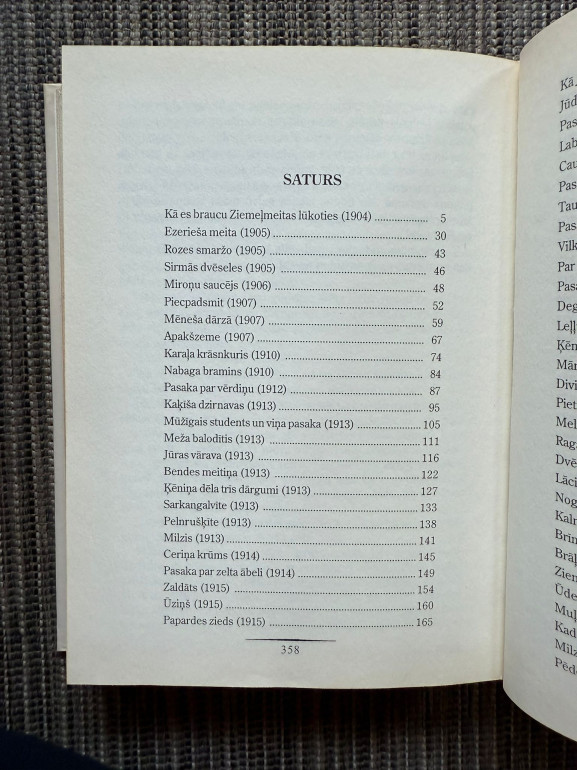 SATURS
Kā es braucu Ziemeļmeitas lūkoties (1904) ................... 5
Ezerieša meita (1905) ................................................ 30
Rozes smaržo (1905) ................................................ 43
Sirmās dvēseles (1905) ............................................. 46
Miroņu saucējs (1906) .............................................. 48
Piecpadsmit (1907) .................................................. 52
Mēneša dārzā (1907) ................................................ 59
Apakšzeme (1907) ................................................... 67
Karaļa krāsnkuris (1910) ........................................... 74
Nabaga bramins (1910) ............................................. 84
Pasaka par vērdiņu (1912) ......................................... 87
Kaķīša dzirnavas (1913) ............................................ 95
Mūžīgais students un viņa pasaka (1913) ..................... 105
Meža balodītis (1913) ............................................... 111
Jūras vārava (1913) .................................................. 116
Bendes meitiņa (1913) .............................................. 122
Ķēniņa dēla trīs dārgumi (1913) ................................. 127
Sarkangalvīte (1913) ................................................ 133
Pelnrušķīte (1913) ................................................... 138
Milzis (1913) .......................................................... 141
Ceriņa krūms (1914) ................................................. 145
Pasaka par zelta ābeli (1914) ..................................... 149
Zaldāts (1915) ........................................................ 154
Ūziņš (1915) ........................................................... 160
Papardes zieds (1915) ............................................... 165
358
Par